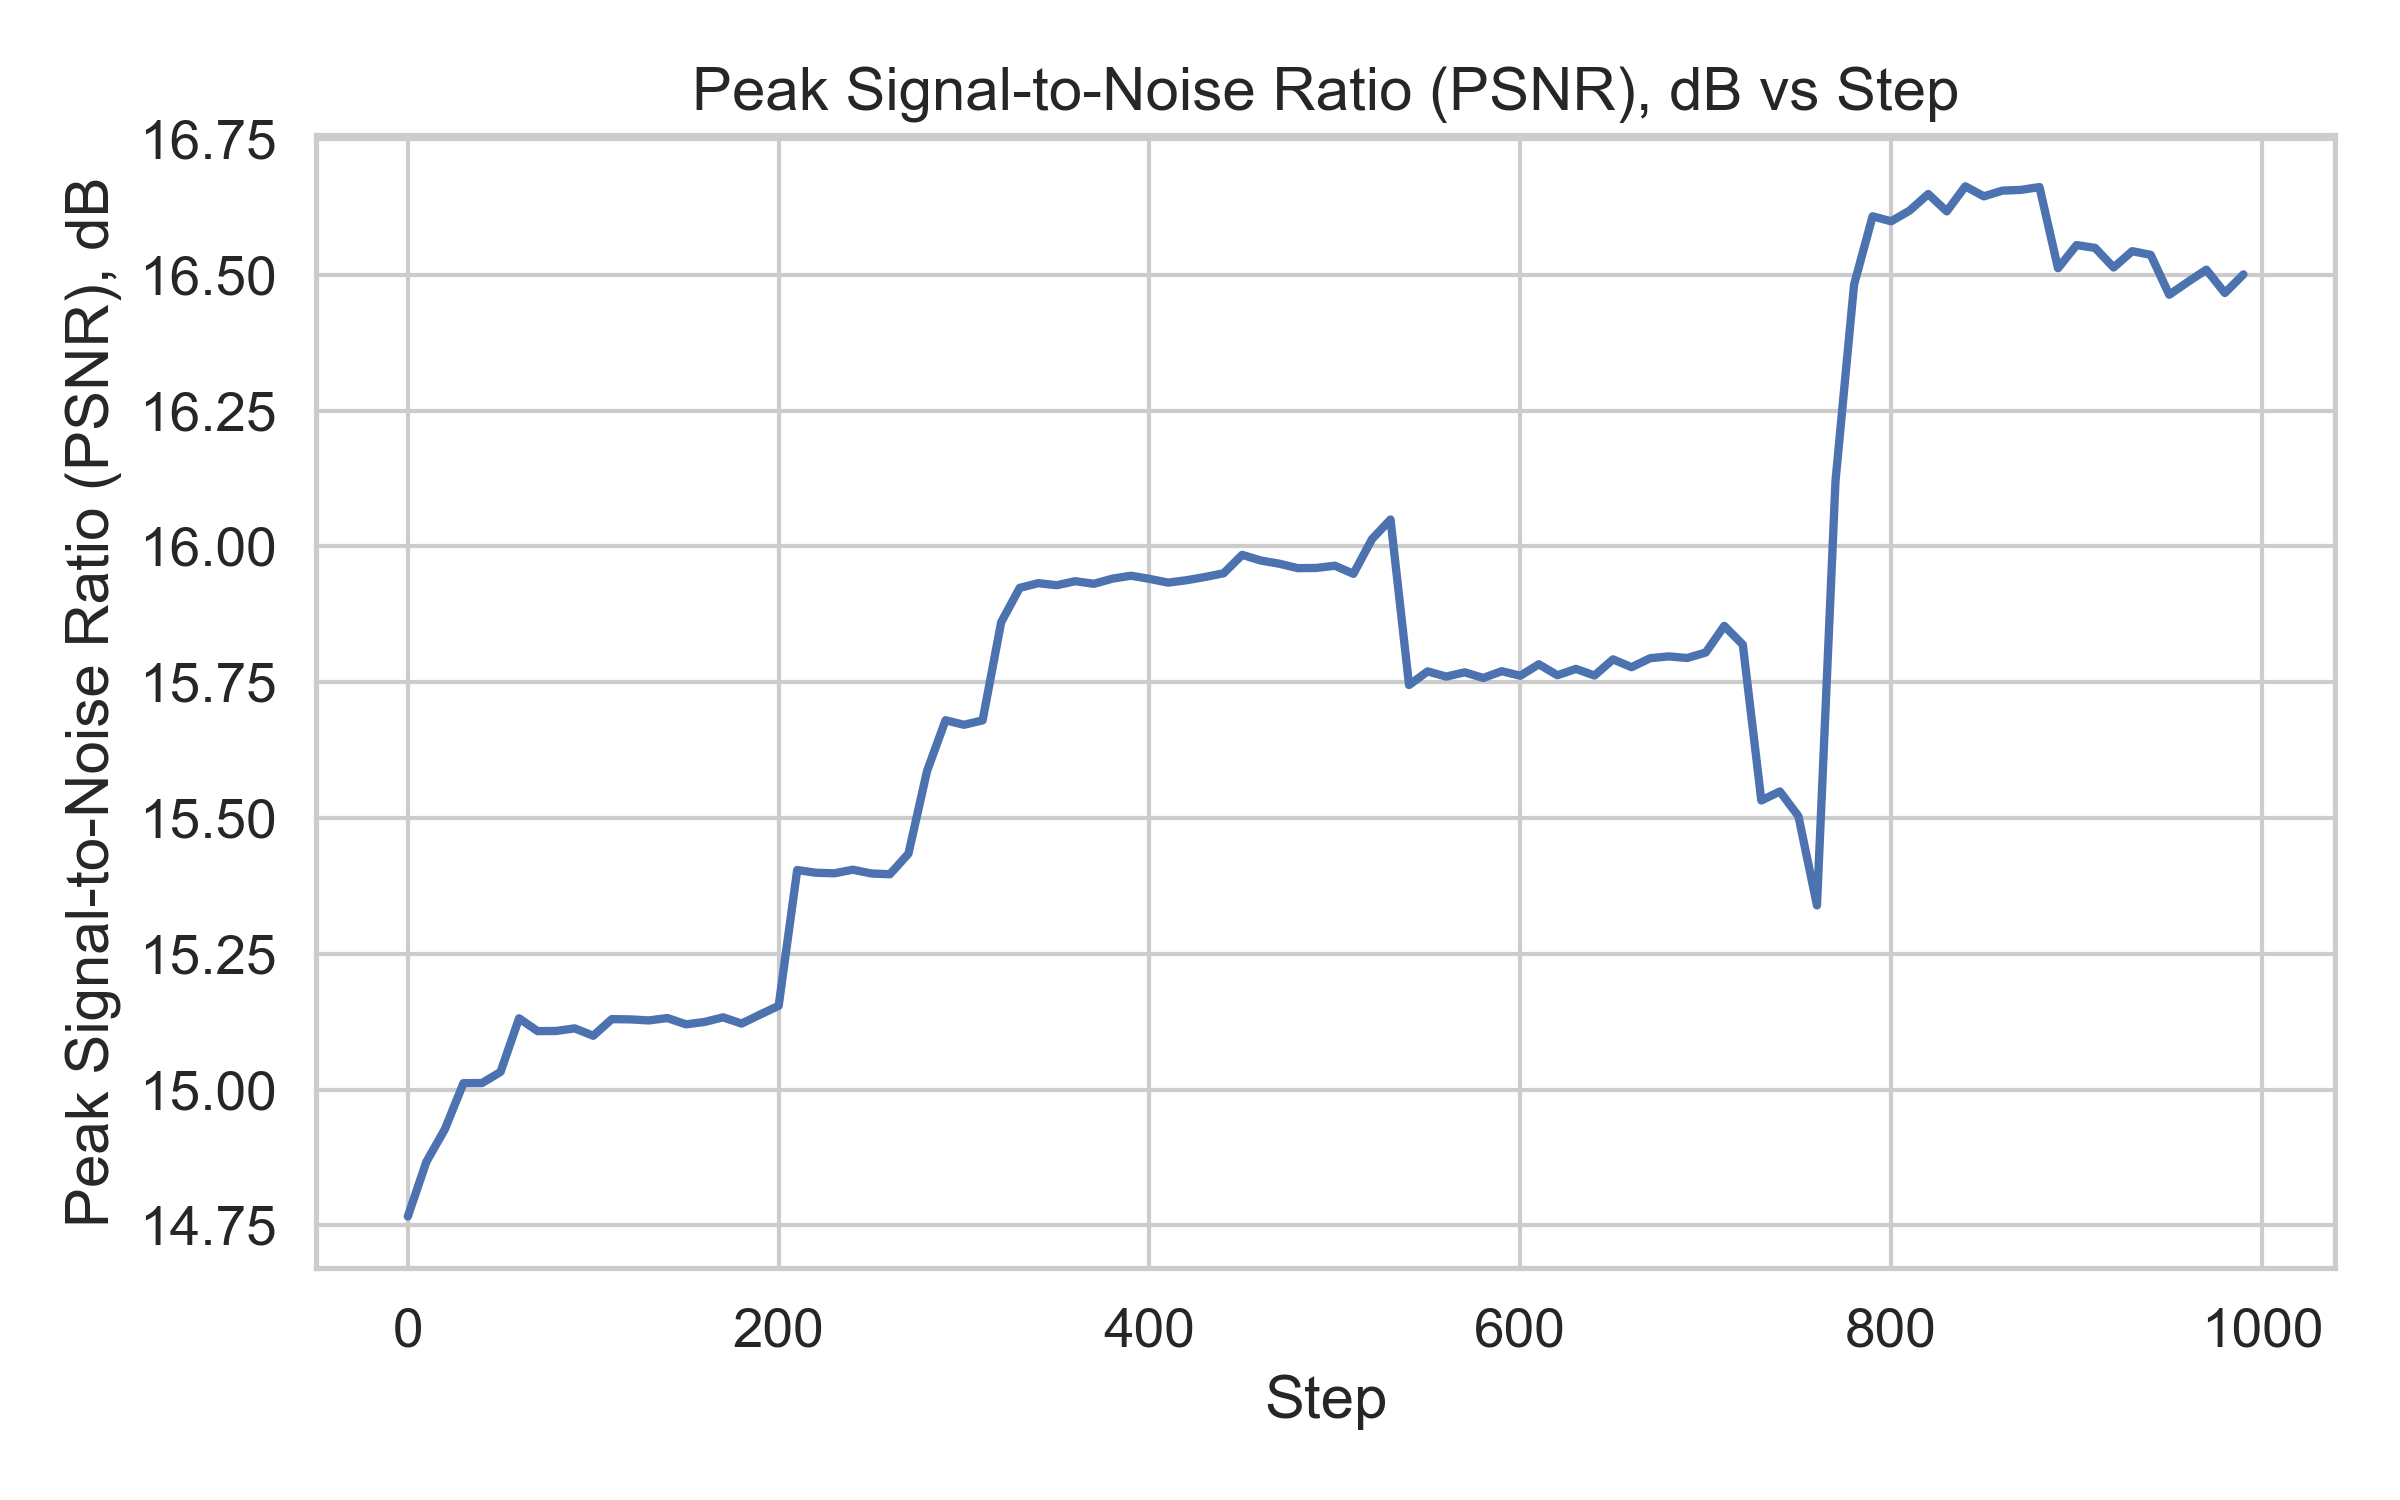 Peak Signal-to-Noise Ratio (PSNR), dB vs Step
Peak Signal-to-Noise Ratio (PSNR), dB
16.75
16.50
16.25
16.00
15.75
15.50
15.25
15.00
14.75
0 200 400 600 800 1000
Step